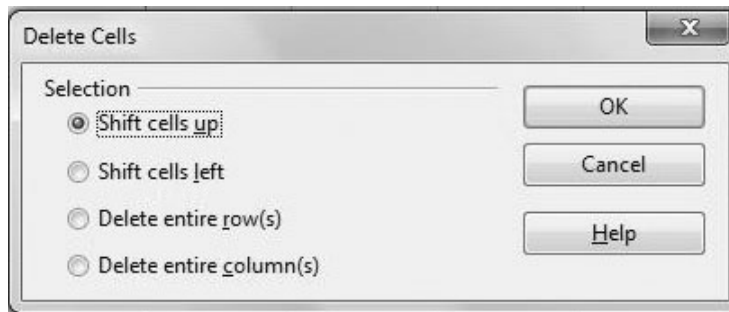 Delete Cells
X
Selection
Shift cells up
Shift cells left
Delete entire row(s)
Delete entire column(s)
OK
Cancel
Help